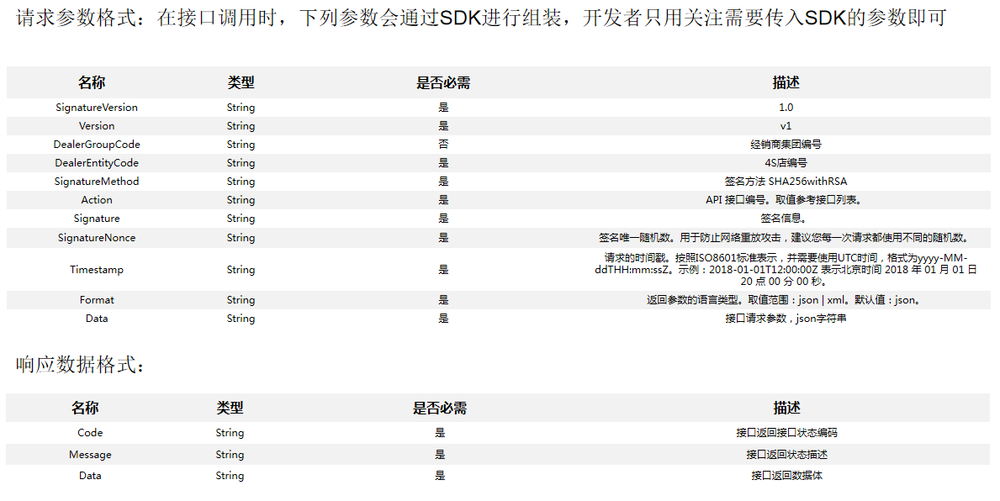 请求参数格式：在接口调用时，下列参数会通过SDK进行组装，开发者只用关注需要传入SDK的参数即可
名称 类型 是否必需 描述
SignatureVersion String 是 1.0
Version String 是 v1
DealerGroupCode String 否 经销商集团编号
DealerEntityCode String 是 4S店编号
SignatureMethod String 是 签名方法 SHA256withRSA
Action String 是 API 接口编号。取值参考接口列表。
Signature String 是 签名信息。
SignatureNonce String 是 签名唯一随机数。用于防止网络重放攻击，建议您每一次请求都使用不同的随机数。
请求的时间戳。按照ISO8601标准表示，并需要使用UTC时间，格式为yyyy-MM-
Timestamp String 是 ddTHH:mm:ssZ。示例：2018-01-01T12:00:00Z 表示北京时间 2018 年 01 月 01 日
20 点 00 分 00 秒。
Format String 是 返回参数的语言类型。取值范围：json | xml。默认值：json。
Data String 是 接口请求参数，json字符串
响应数据格式：
名称 类型 是否必需 描述
Code String 是 接口返回接口状态编码
Message String 是 接口返回状态描述
Data String 是 接口返回数据体